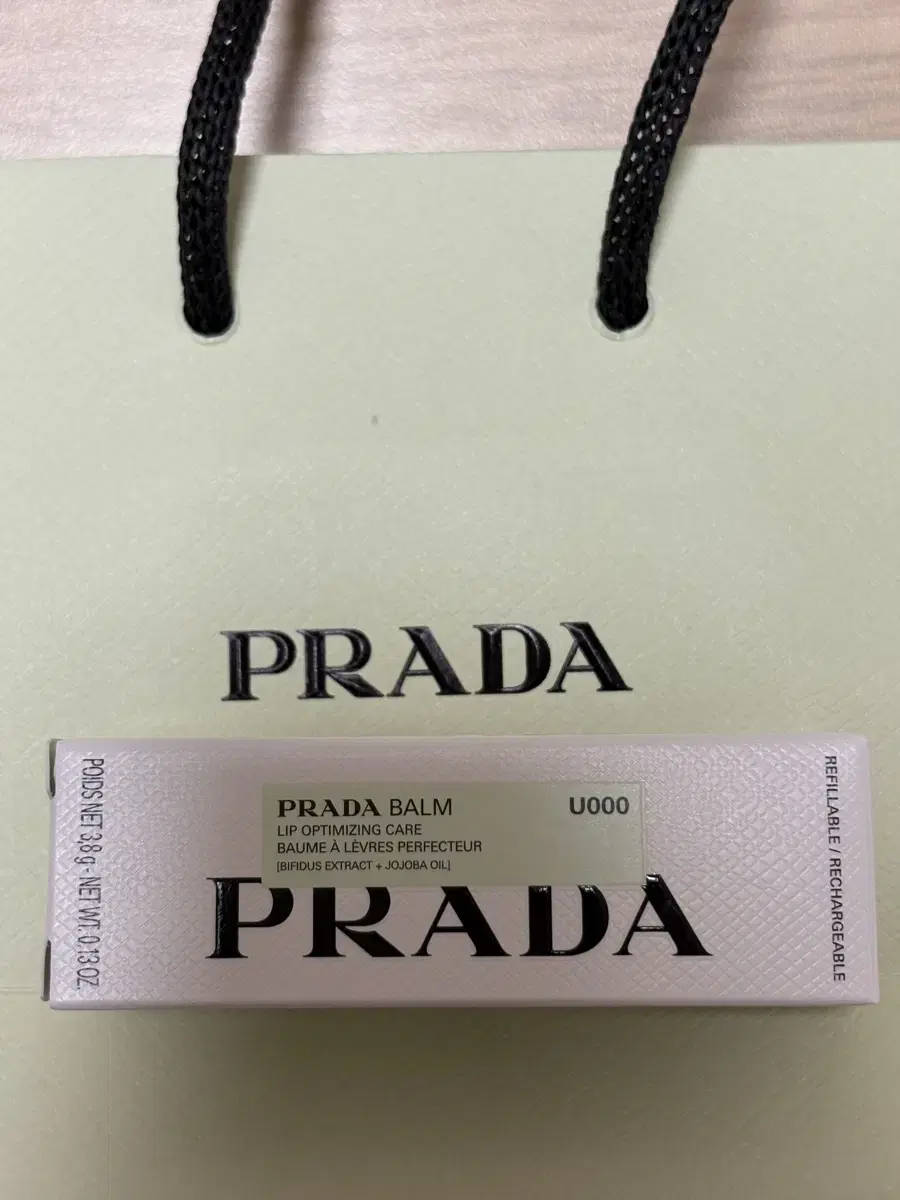 PRADA
POIDS NET 3,8 g - NET WT. 0.13 OZ.
PRADA BALM
U000
LIP OPTIMIZING CARE
BAUME À LÈVRES PERFECTEUR
[BIFIDUS EXTRACT + JOJOBA OIL]
PRADA
REFILLABLE / RECHARGEABLE